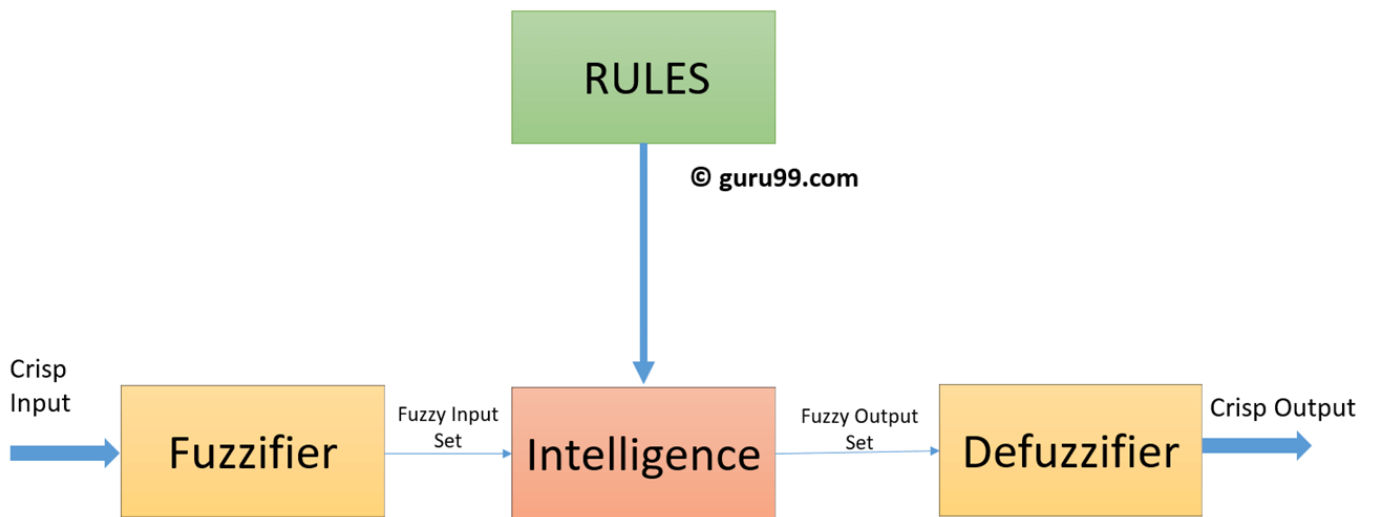 RULES
© guru99.com
Crisp
Input
Fuzzifier
Fuzzy Input
Set
Intelligence
Fuzzy Output
Set
Defuzzifier
Crisp Output